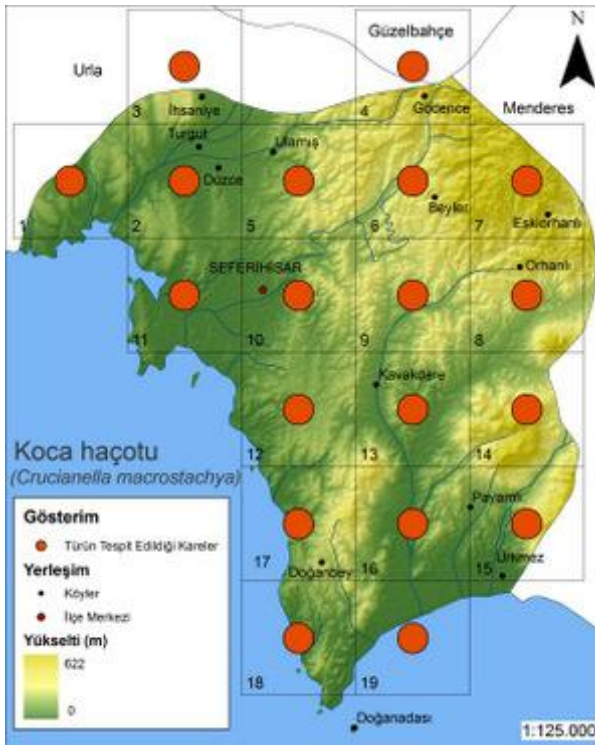 N
Güzelbahçe
Urla
Menderes
3
4
İhsaniye
Gödence
Turgut
Ulamış
Düzce
Beyler
Eskiorhanlı
1
2
5
6
7
SEFERİHİSAR
Orhanlı
11
10
9
8
Kavakdere
12
13
14
Koca haçotu
(Crucianella macrostachya)
Payamlı
Gösterim
Türün Tespit Edildiği Kareler
Yerleşim
Köyler
İlçe Merkezi
Yükselti (m)
622
0
17
Doğanbey
16
15
Ürkmez
18
19
Doğanadası
1:125.000